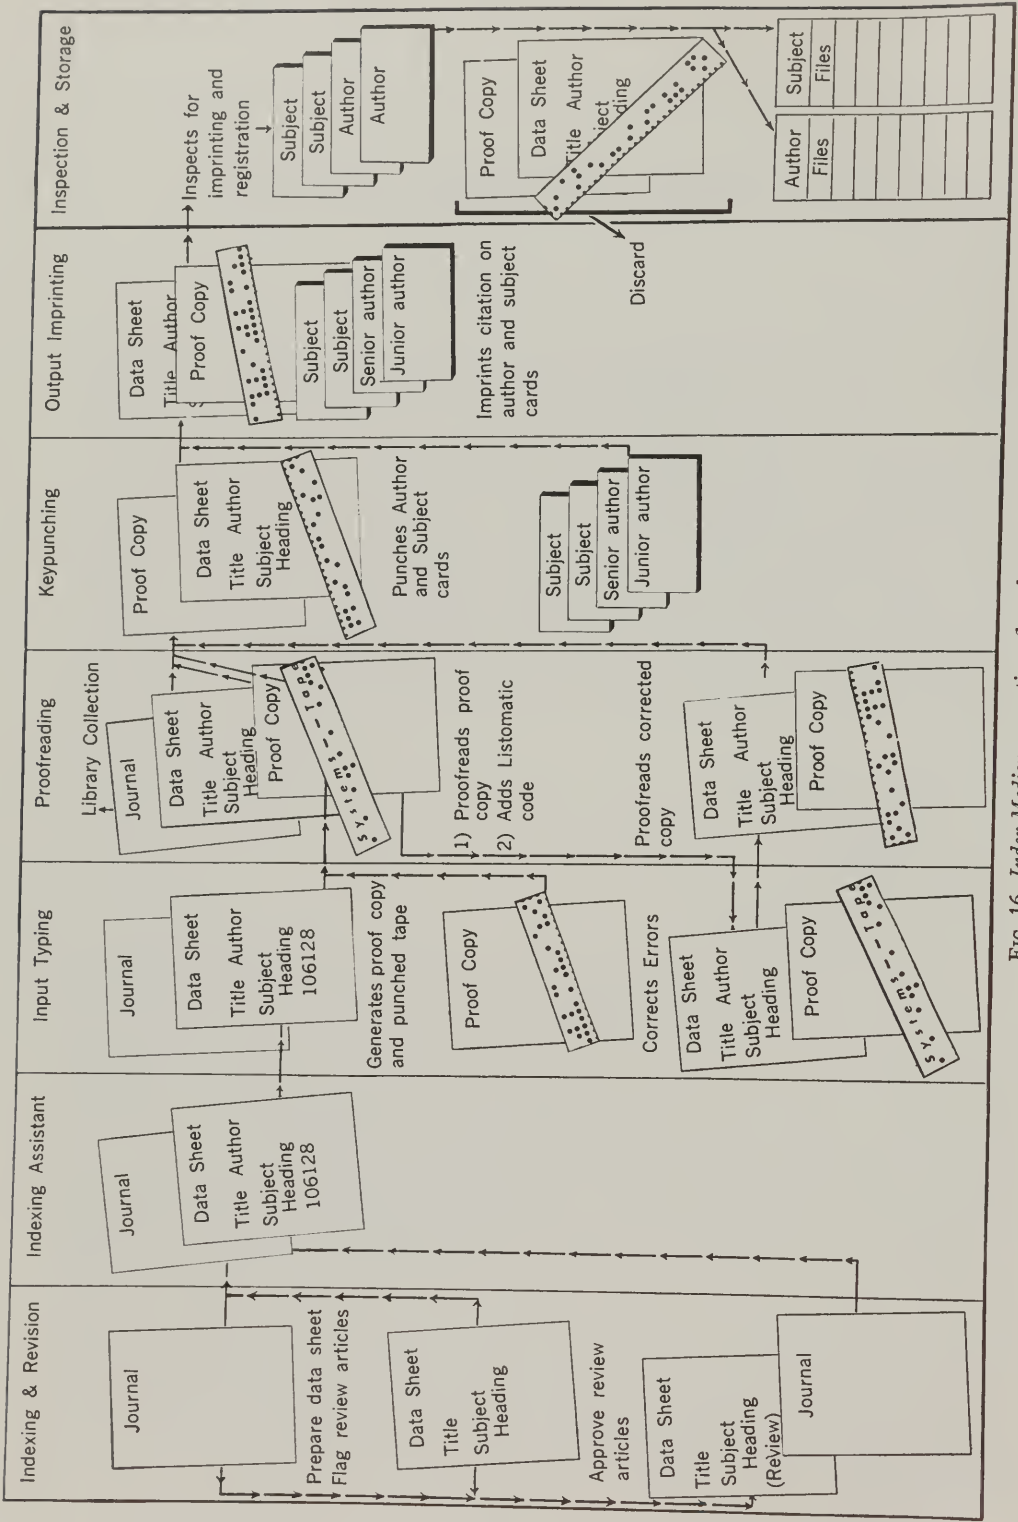 Indexing & Revision
Journal
Prepare data sheet
Flag review articles
Data Sheet
Title
Subject
Heading
Approve review
articles
Data Sheet
Title
Subject
Heading
(Review)
Journal
Indexing Assistant
Journal
Data Sheet
Title Author
Subject
Heading
106128
Input Typing
Journal
Data Sheet
Title Author
Subject
Heading
106128
Generates proof copy
and punched tape
Proof Copy
Corrects Errors
Data Sheet
Title Author
Subject
Heading
Proof Copy
Systems-Tape
Proofreading
Library Collection
Journal
Data Sheet
Title Author
Subject
Heading
Proof Copy
Systems-Tape
1) Proofreads proof
copy
2) Adds Listomatic
code
Proofreads corrected
copy
Data Sheet
Title Author
Subject
Heading
Proof Copy
Keypunching
Proof Copy
Data Sheet
Title Author
Subject
Heading
Punches Author
and Subject
cards
Subject
Subject
Senior author
Junior author
Output Imprinting
Data Sheet
Title Author
Proof Copy
Subject
Subject
Senior author
Junior author
Imprints citation on
author and subject
cards
Inspection & Storage
Inspects for
imprinting and
registration
Subject
Subject
Author
Author
Proof Copy
Data Sheet
Title Author
ject
ding
Discard
Author
Files
Subject
Files
FIG. 16. Index Medicus